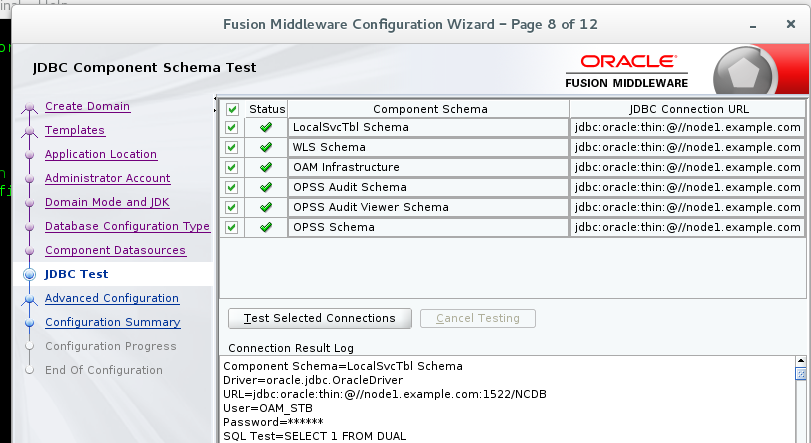 Fusion Middleware Configuration Wizard – Page 8 of 12
JDBC Component Schema Test
ORACLE
FUSION MIDDLEWARE
Create Domain
Templates
Application Location
Administrator Account
Domain Mode and JDK
Database Configuration Type
Component Datasources
JDBC Test
Advanced Configuration
Configuration Summary
Configuration Progress
End Of Configuration
Status Component Schema JDBC Connection URL
LocalSvcTbl Schema jdbc:oracle:thin:@//node1.example.com
WLS Schema jdbc:oracle:thin:@//node1.example.com
OAM Infrastructure jdbc:oracle:thin:@//node1.example.com
OPSS Audit Schema jdbc:oracle:thin:@//node1.example.com
OPSS Audit Viewer Schema jdbc:oracle:thin:@//node1.example.com
OPSS Schema jdbc:oracle:thin:@//node1.example.com
Test Selected Connections Cancel Testing
Connection Result Log
Component Schema=LocalSvcTbl Schema
Driver=oracle.jdbc.OracleDriver
URL=jdbc:oracle:thin:@//node1.example.com:1522/NCDB
User=OAM_STB
Password=******
SQL Test=SELECT 1 FROM DUAL